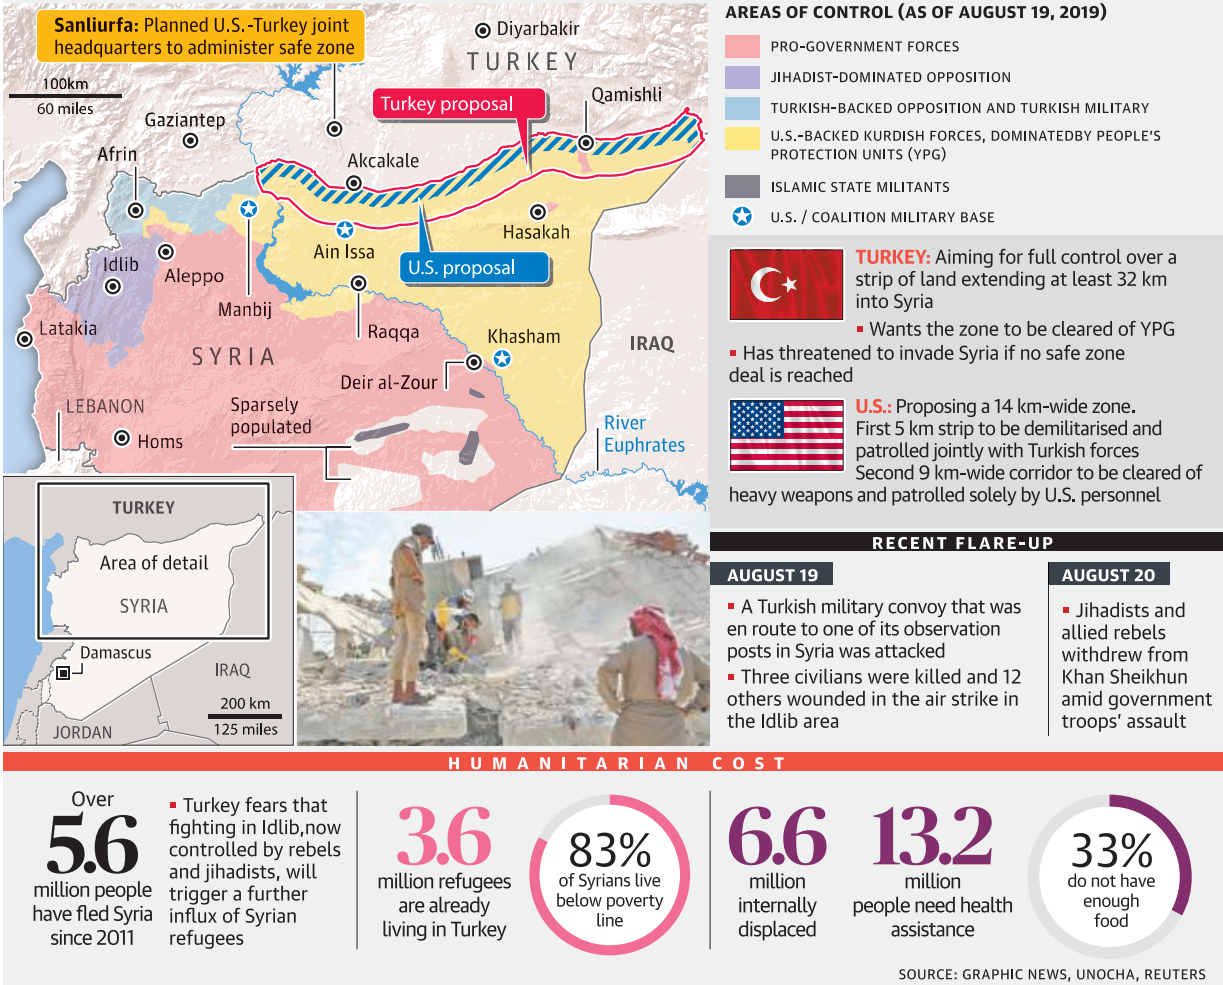 Sanliurfa: Planned U.S.-Turkey joint
headquarters to administer safe zone
100km
60 miles
Diyarbakir
TURKEY
Turkey proposal
Qamishli
Gaziantep
Afrin
Akcakale
Hasakah
Ain Issa
U.S. proposal
Idlib
Aleppo
Manbij
Latakia
SYRIA
Raqqa
Khasham
IRAQ
Deir al-Zour
LEBANON
Sparsely
populated
Homs
River
Euphrates
TURKEY
Area of detail
SYRIA
Damascus
IRAQ
200 km
125 miles
JORDAN
AREAS OF CONTROL (AS OF AUGUST 19, 2019)
PRO-GOVERNMENT FORCES
JIHADIST-DOMINATED OPPOSITION
TURKISH-BACKED OPPOSITION AND TURKISH MILITARY
U.S.-BACKED KURDISH FORCES, DOMINATEDBY PEOPLE'S
PROTECTION UNITS (YPG)
ISLAMIC STATE MILITANTS
U.S. / COALITION MILITARY BASE
TURKEY: Aiming for full control over a
strip of land extending at least 32 km
into Syria
▪ Wants the zone to be cleared of YPG
▪ Has threatened to invade Syria if no safe zone
deal is reached
U.S.: Proposing a 14 km-wide zone.
First 5 km strip to be demilitarised and
patrolled jointly with Turkish forces
Second 9 km-wide corridor to be cleared of
heavy weapons and patrolled solely by U.S. personnel
RECENT FLARE-UP
AUGUST 19
▪ A Turkish military convoy that was
en route to one of its observation
posts in Syria was attacked
▪ Three civilians were killed and 12
others wounded in the air strike in
the Idlib area
AUGUST 20
▪ Jihadists and
allied rebels
withdrew from
Khan Sheikhun
amid government
troops' assault
HUMANITARIAN COST
Over
5.6
million people
have fled Syria
since 2011
▪ Turkey fears that
fighting in Idlib,now
controlled by rebels
and jihadists, will
trigger a further
influx of Syrian
refugees
3.6
million refugees
are already
living in Turkey
83%
of Syrians live
below poverty
line
6.6
million
internally
displaced
13.2
million
people need health
assistance
33%
do not have
enough
food
SOURCE: GRAPHIC NEWS, UNOCHA, REUTERS